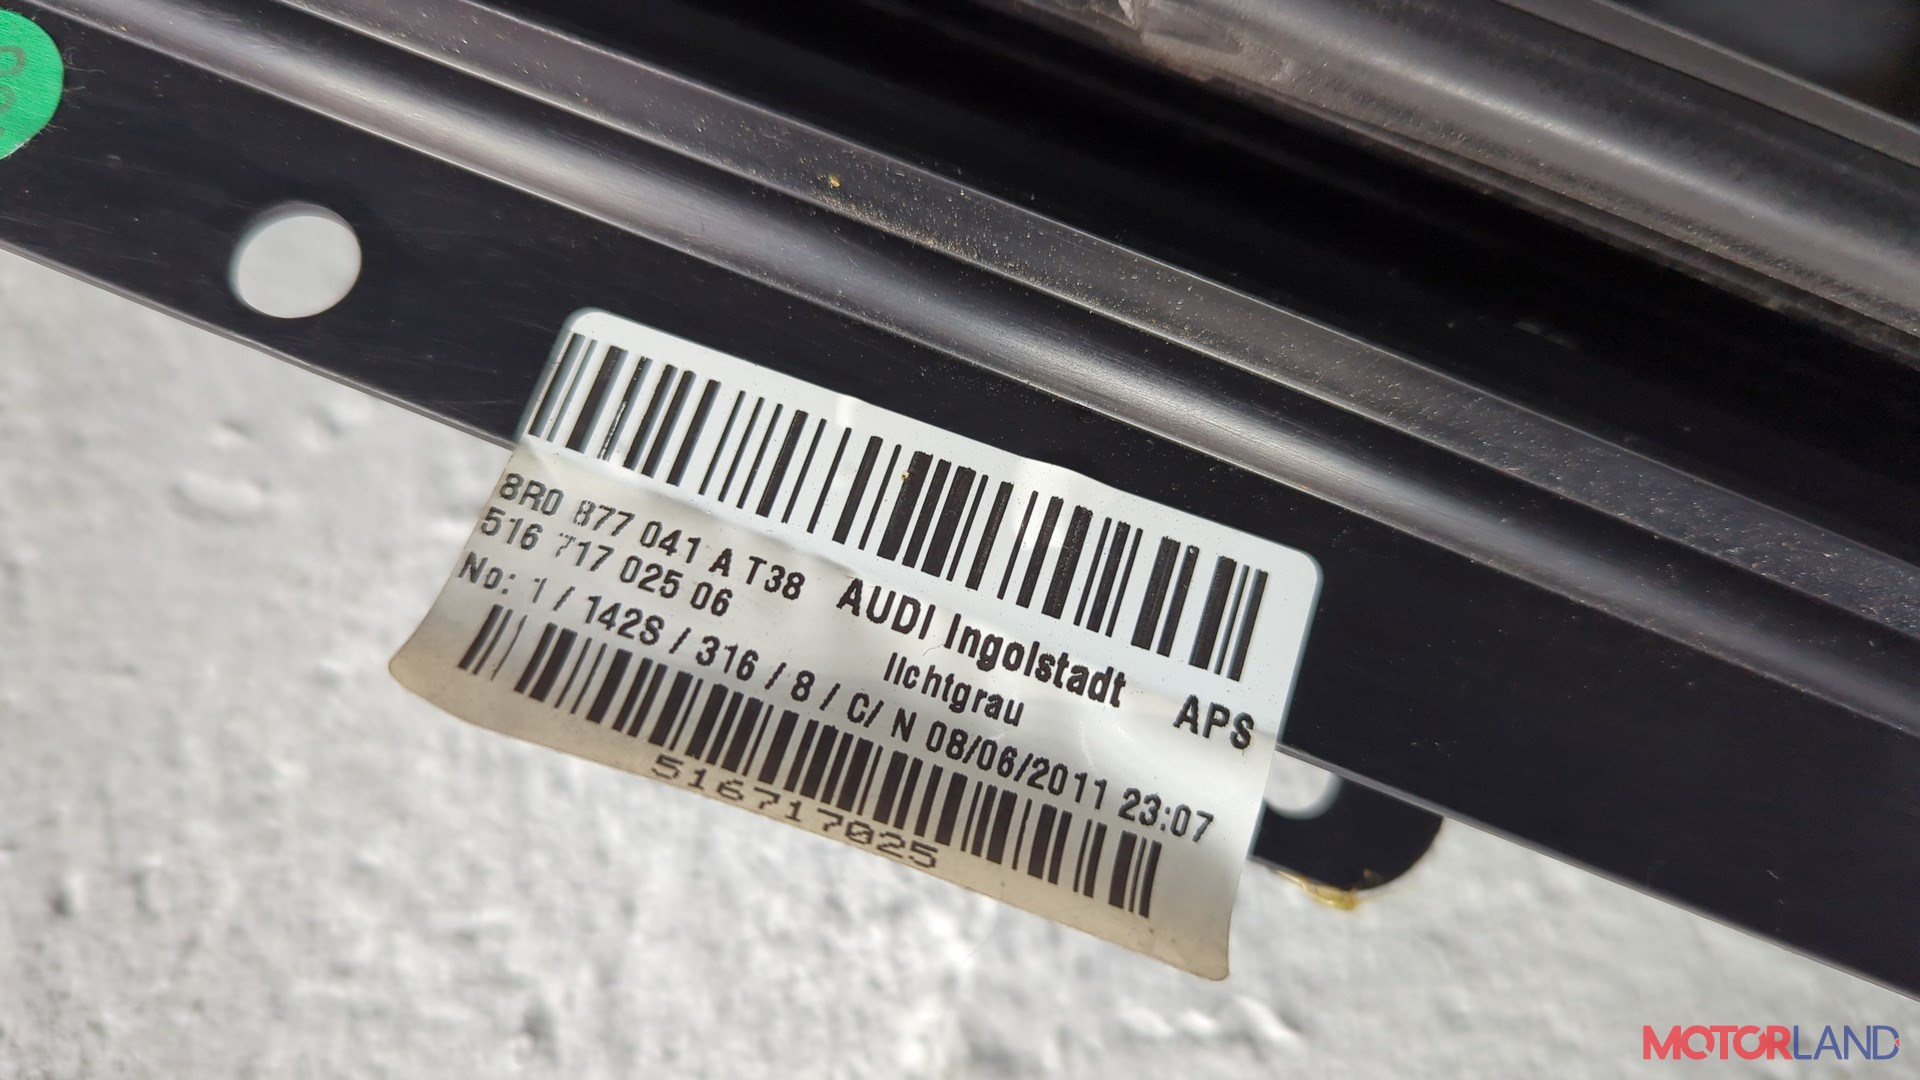 8R0 877 041 A T38 AUDI Ingolstadt APS
516 717 025 06 lichtgrau
No: 1 / 142S / 316 / 8 / C/ N 08/06/2011 23:07
516717025
MOTORLAND